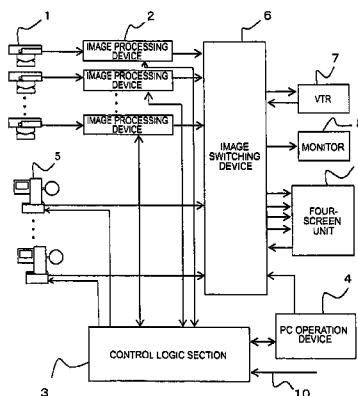 1
2
6
IMAGE PROCESSING
DEVICE
IMAGE PROCESSING
DEVICE
IMAGE PROCESSING
DEVICE
7
VTR
8
MONITOR
IMAGE
SWITCHING
DEVICE
5
FOUR-
SCREEN
UNIT
4
PC OPERATION
DEVICE
CONTROL LOGIC SECTION
3
10